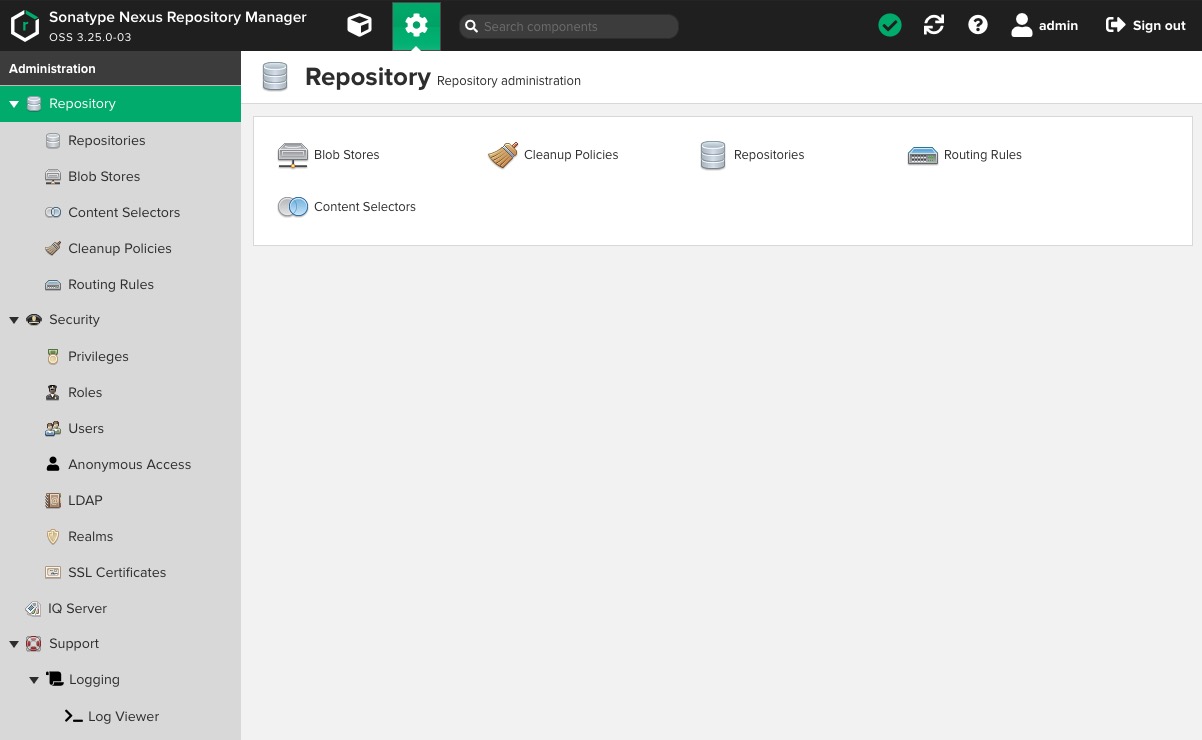 Sonatype Nexus Repository Manager
OSS 3.25.0-03
Search components
admin
Sign out
Administration
Repository
Repositories
Blob Stores
Content Selectors
Cleanup Policies
Routing Rules
Security
Privileges
Roles
Users
Anonymous Access
LDAP
Realms
SSL Certificates
IQ Server
Support
Logging
Log Viewer
Repository Repository administration
Blob Stores
Cleanup Policies
Repositories
Routing Rules
Content Selectors